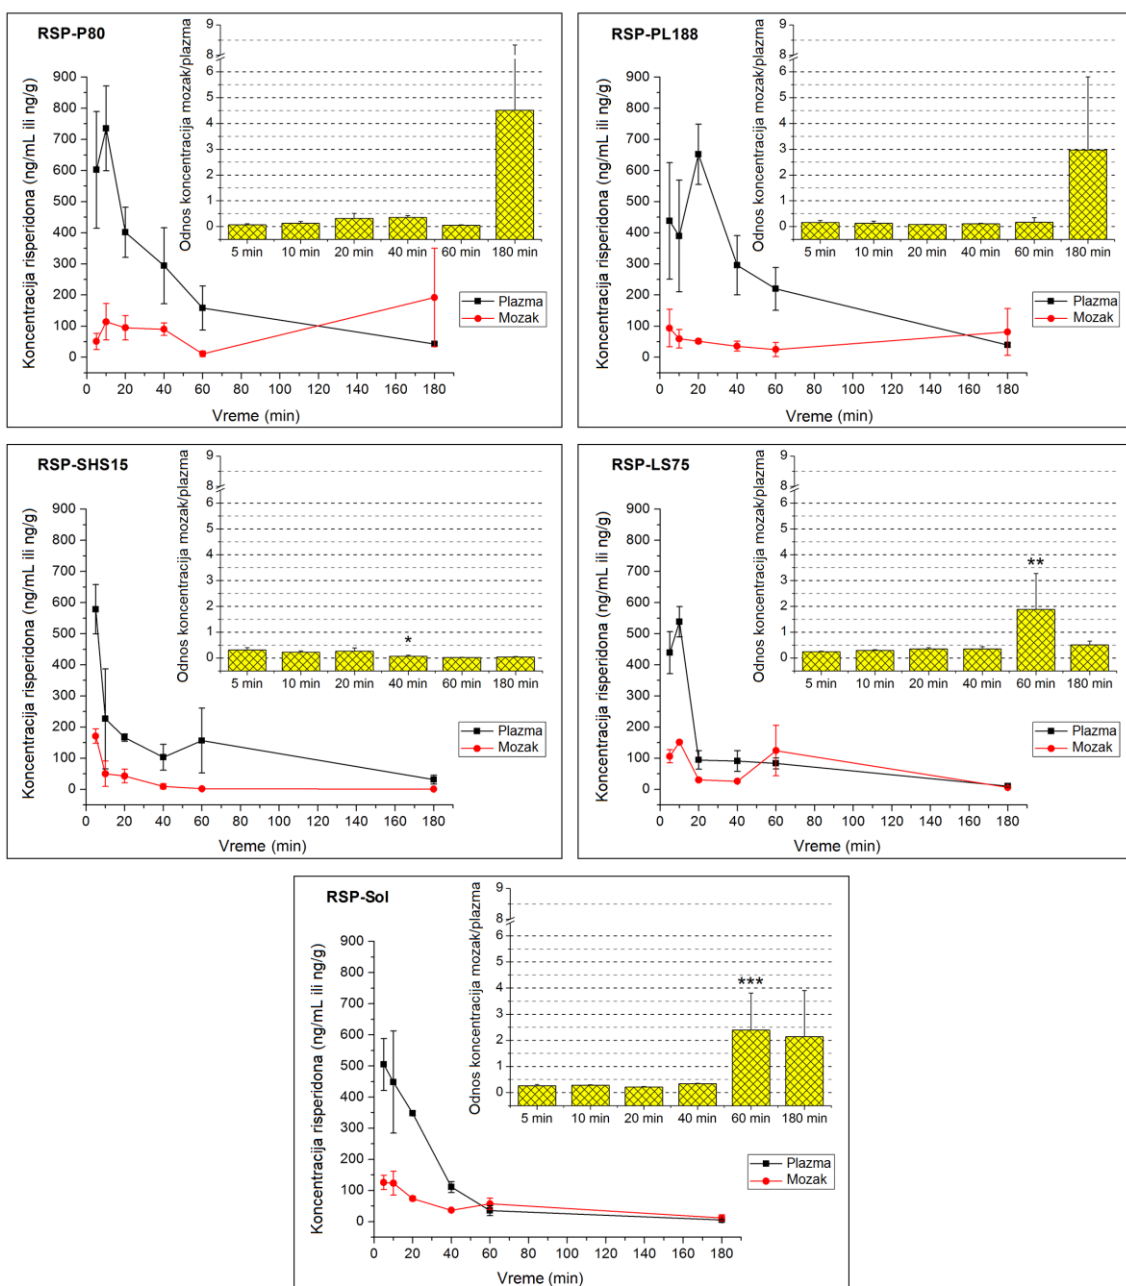 RSP-P80
Odnos koncentracija mozak/plazma
9
8
6
5
4
3
2
1
0
5 min 10 min 20 min 40 min 60 min 180 min
Koncentracija risperidona (ng/mL ili ng/g)
900
800
700
600
500
400
300
200
100
0
Plazma
Mozak
0 20 40 60 80 100 120 140 160 180
Vreme (min)
RSP-PL188
Odnos koncentracija mozak/plazma
9
8
6
5
4
3
2
1
0
5 min 10 min 20 min 40 min 60 min 180 min
Koncentracija risperidona (ng/mL ili ng/g)
900
800
700
600
500
400
300
200
100
0
Plazma
Mozak
0 20 40 60 80 100 120 140 160 180
Vreme (min)
RSP-SHS15
Odnos koncentracija mozak/plazma
9
8
6
5
4
3
2
1
0
*
5 min 10 min 20 min 40 min 60 min 180 min
Koncentracija risperidona (ng/mL ili ng/g)
900
800
700
600
500
400
300
200
100
0
Plazma
Mozak
0 20 40 60 80 100 120 140 160 180
Vreme (min)
RSP-LS75
Odnos koncentracija mozak/plazma
9
8
6
5
4
3
2
1
0
**
5 min 10 min 20 min 40 min 60 min 180 min
Koncentracija risperidona (ng/mL ili ng/g)
900
800
700
600
500
400
300
200
100
0
Plazma
Mozak
0 20 40 60 80 100 120 140 160 180
Vreme (min)
RSP-Sol
Odnos koncentracija mozak/plazma
9
8
6
5
4
3
2
1
0
***
5 min 10 min 20 min 40 min 60 min 180 min
Koncentracija risperidona (ng/mL ili ng/g)
900
800
700
600
500
400
300
200
100
0
Plazma
Mozak
0 20 40 60 80 100 120 140 160 180
Vreme (min)